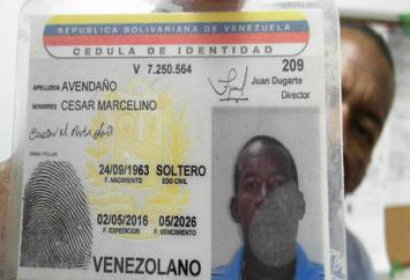 REPUBLICA BOLIVARIANA DE VENEZUELA
CEDULA DE IDENTIDAD
V 7.250.564 209
APELLIDOS AVENDAÑO
Juan Dugarte
NOMBRES CESAR MARCELINO
Director
FIRMA TITULAR
24/09/1963 SOLTERO
F. NACIMIENTO EDO CIVIL
02/05/2016 05/2026
F. EXPEDICION F. VENCIMIENTO
VENEZOLANO